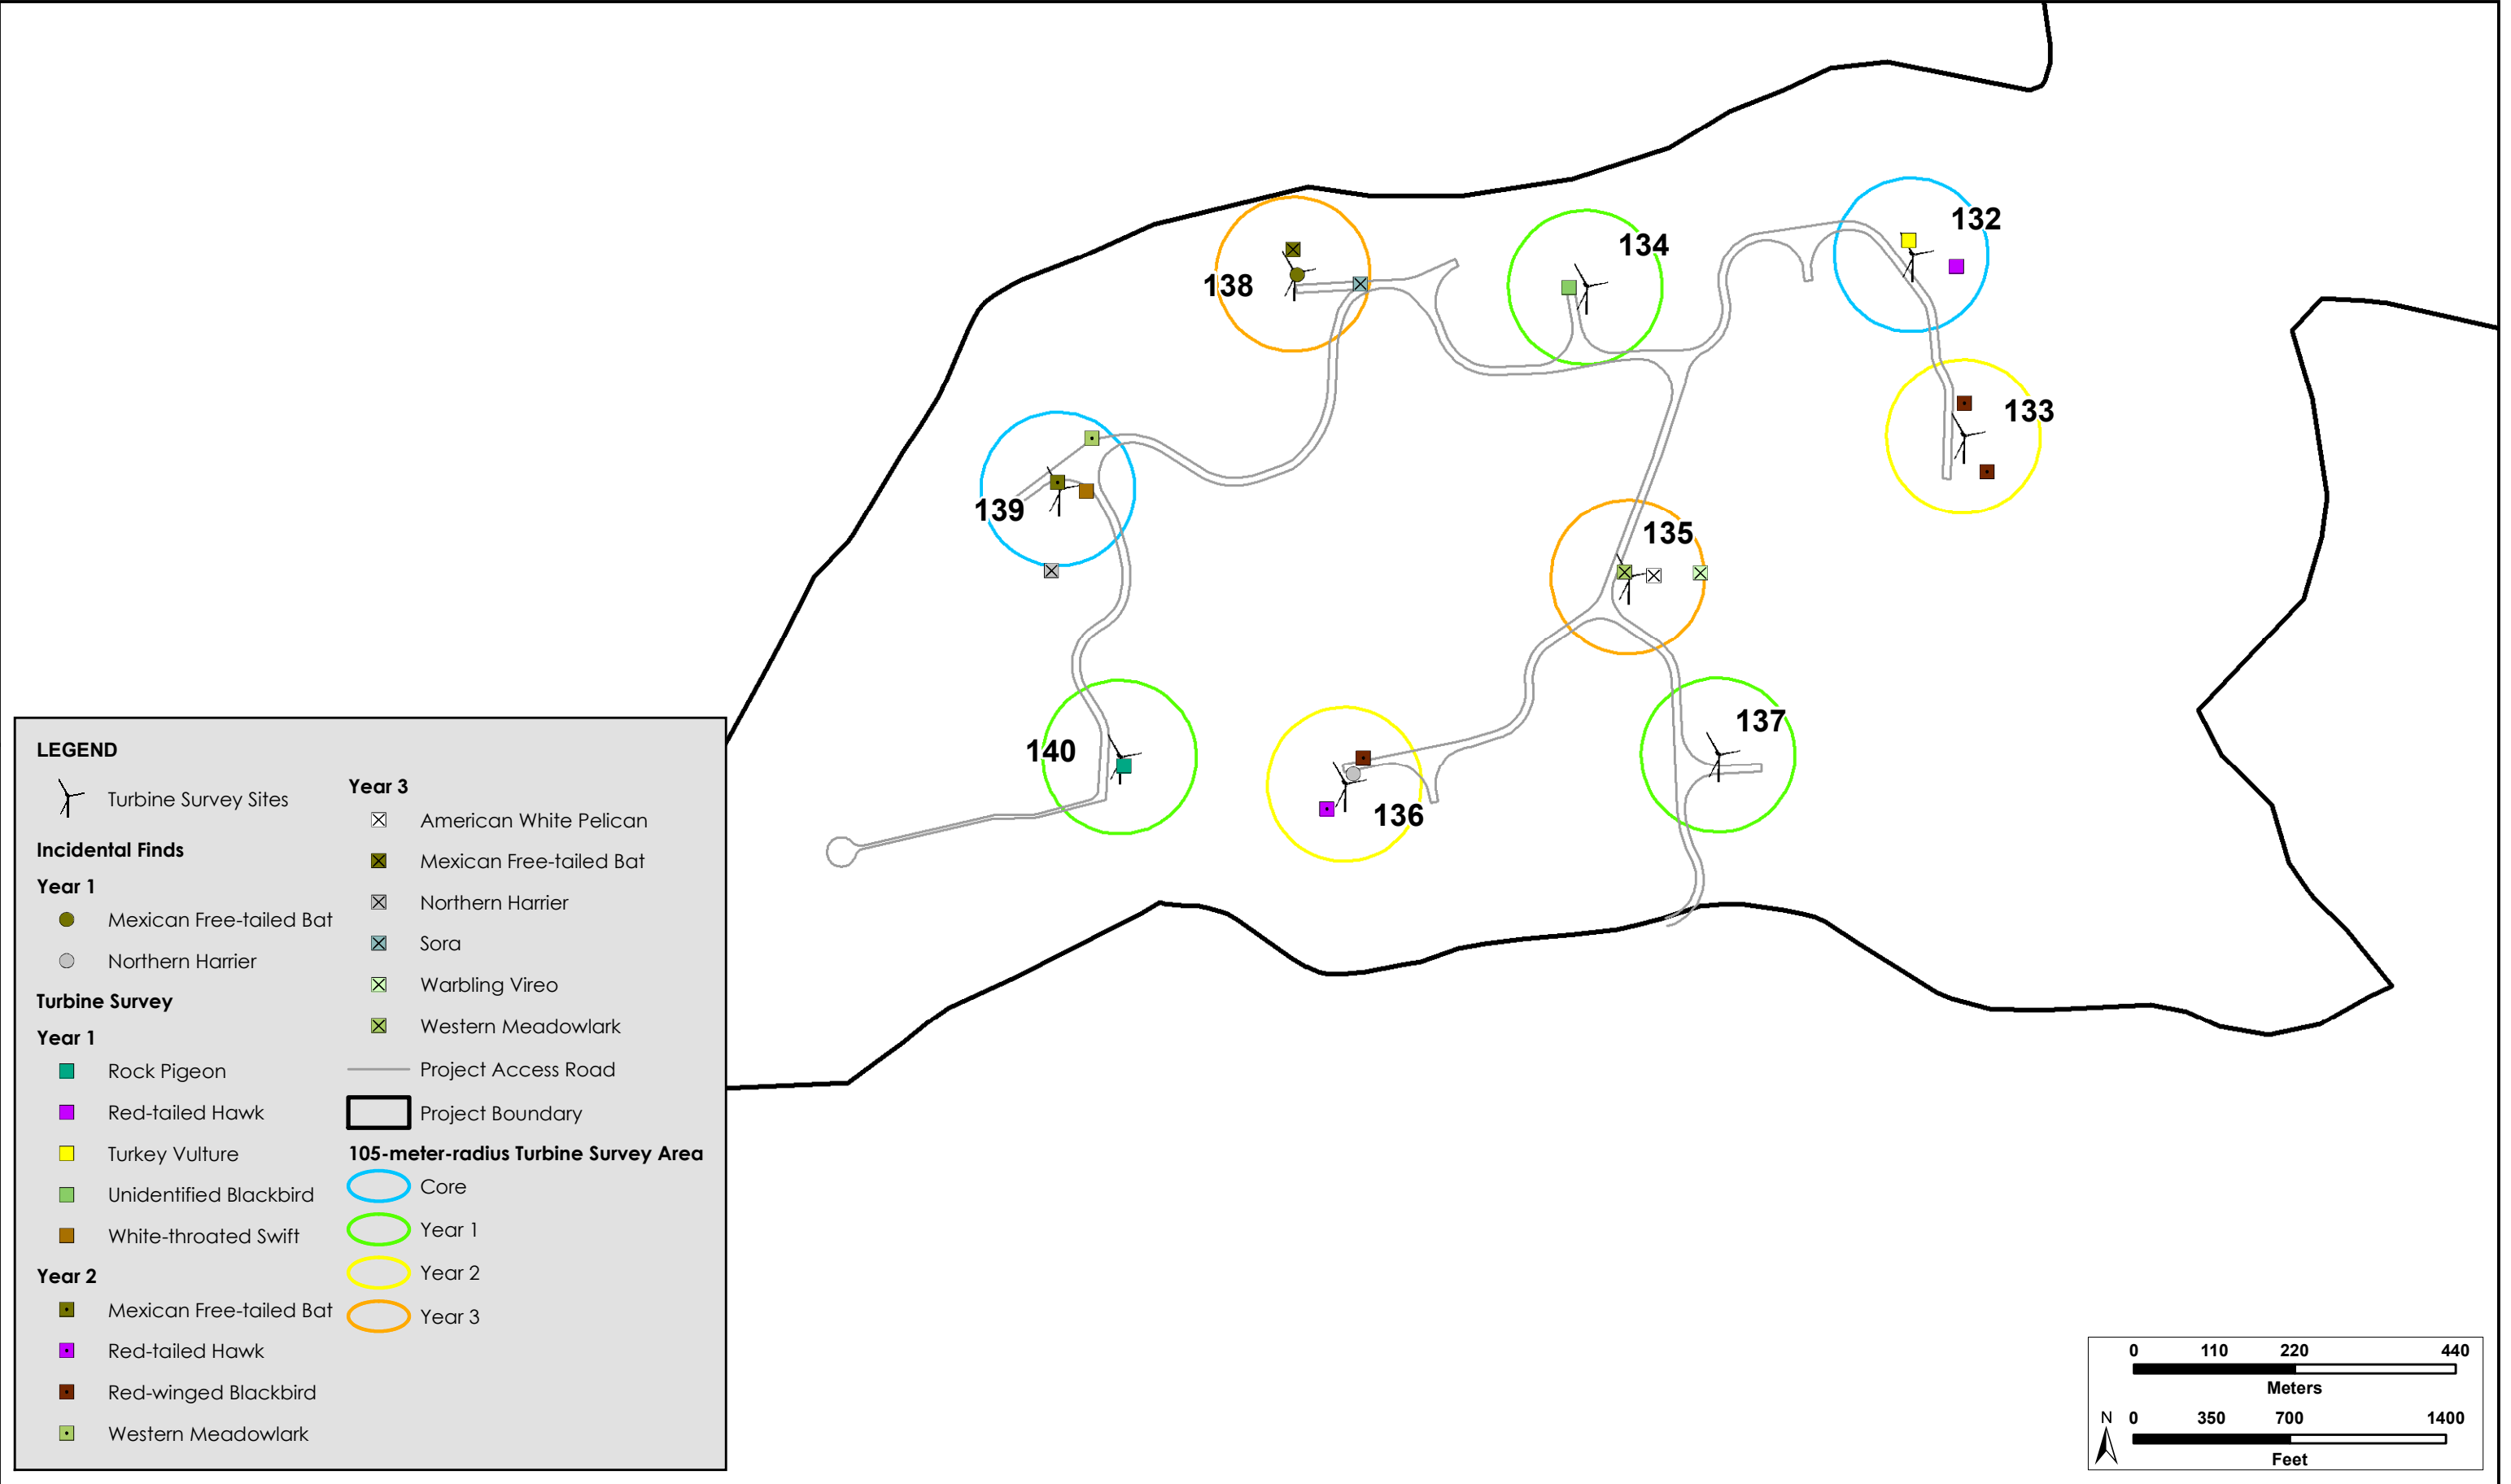 132
134
138
133
139
135
137
140
136
LEGEND
Turbine Survey Sites
Incidental Finds
Year 1
Mexican Free-tailed Bat
Northern Harrier
Turbine Survey
Year 1
Rock Pigeon
Red-tailed Hawk
Turkey Vulture
Unidentified Blackbird
White-throated Swift
Year 2
Mexican Free-tailed Bat
Red-tailed Hawk
Red-winged Blackbird
Western Meadowlark
Year 3
American White Pelican
Mexican Free-tailed Bat
Northern Harrier
Sora
Warbling Vireo
Western Meadowlark
Project Access Road
Project Boundary
105-meter-radius Turbine Survey Area
Core
Year 1
Year 2
Year 3
0 110 220 440
Meters
N 0 350 700 1400
Feet